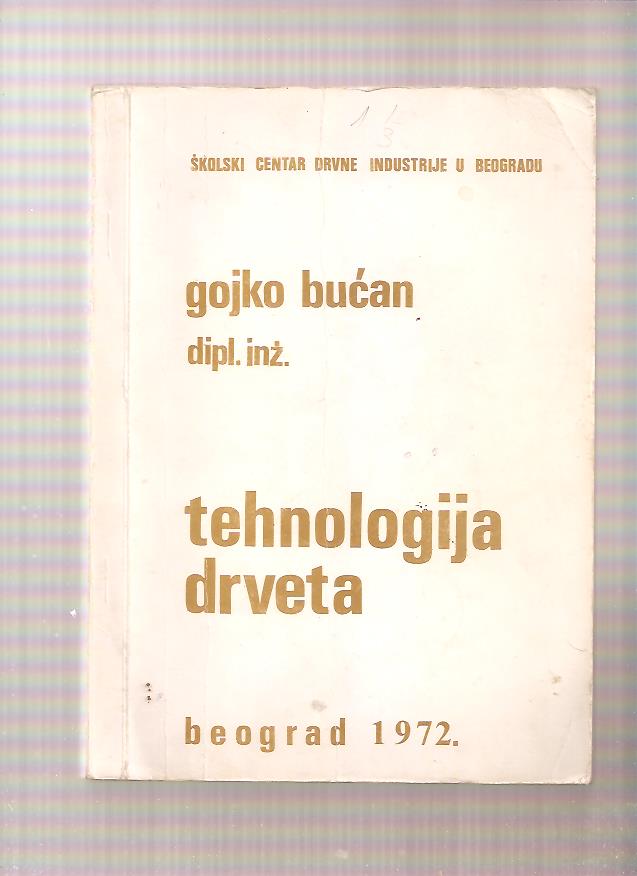 ŠKOLSKI CENTAR DRVNE INDUSTRIJE U BEOGRADU
gojko bućan
dipl. inž.
tehnologija
drveta
beograd 1972.